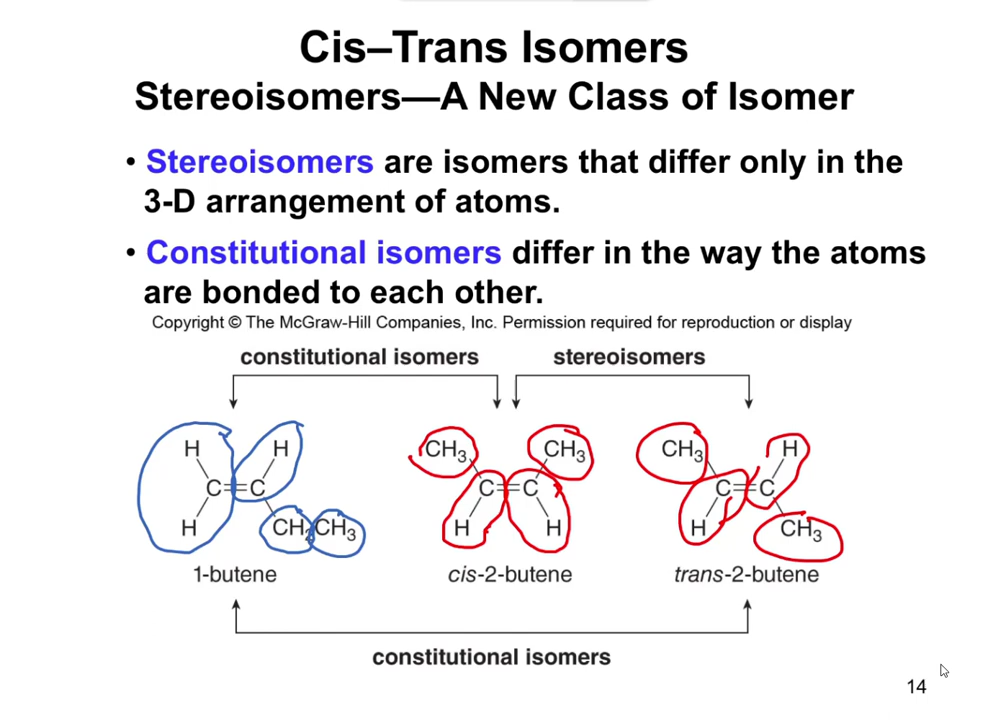 Cis–Trans Isomers
Stereoisomers—A New Class of Isomer
• Stereoisomers are isomers that differ only in the
3-D arrangement of atoms.
• Constitutional isomers differ in the way the atoms
are bonded to each other.
Copyright © The McGraw-Hill Companies, Inc. Permission required for reproduction or display
constitutional isomers stereoisomers
H H CH3 CH3 CH3 H
C=C C=C C=C
H CH2CH3 H H H CH3
1-butene cis-2-butene trans-2-butene
constitutional isomers
14